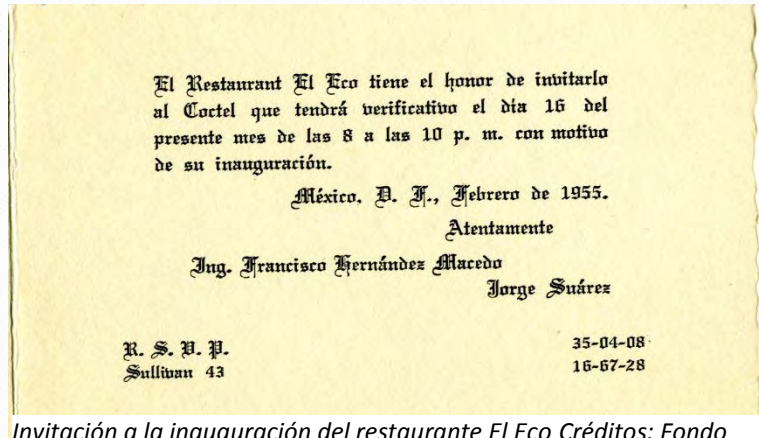 El Restaurant El Eco tiene el honor de invitarlo
al Coctel que tendrá verificativo el dia 16 del
presente mes de las 8 a las 10 p. m. con motivo
de su inauguración.
México, D. F., Febrero de 1955.
Atentamente
Ing. Francisco Hernández Macedo
Jorge Suárez
R. S. V. P.
Sullivan 43
35-04-08
16-67-28
Invitación a la inauguración del restaurante El Eco Créditos: Fondo